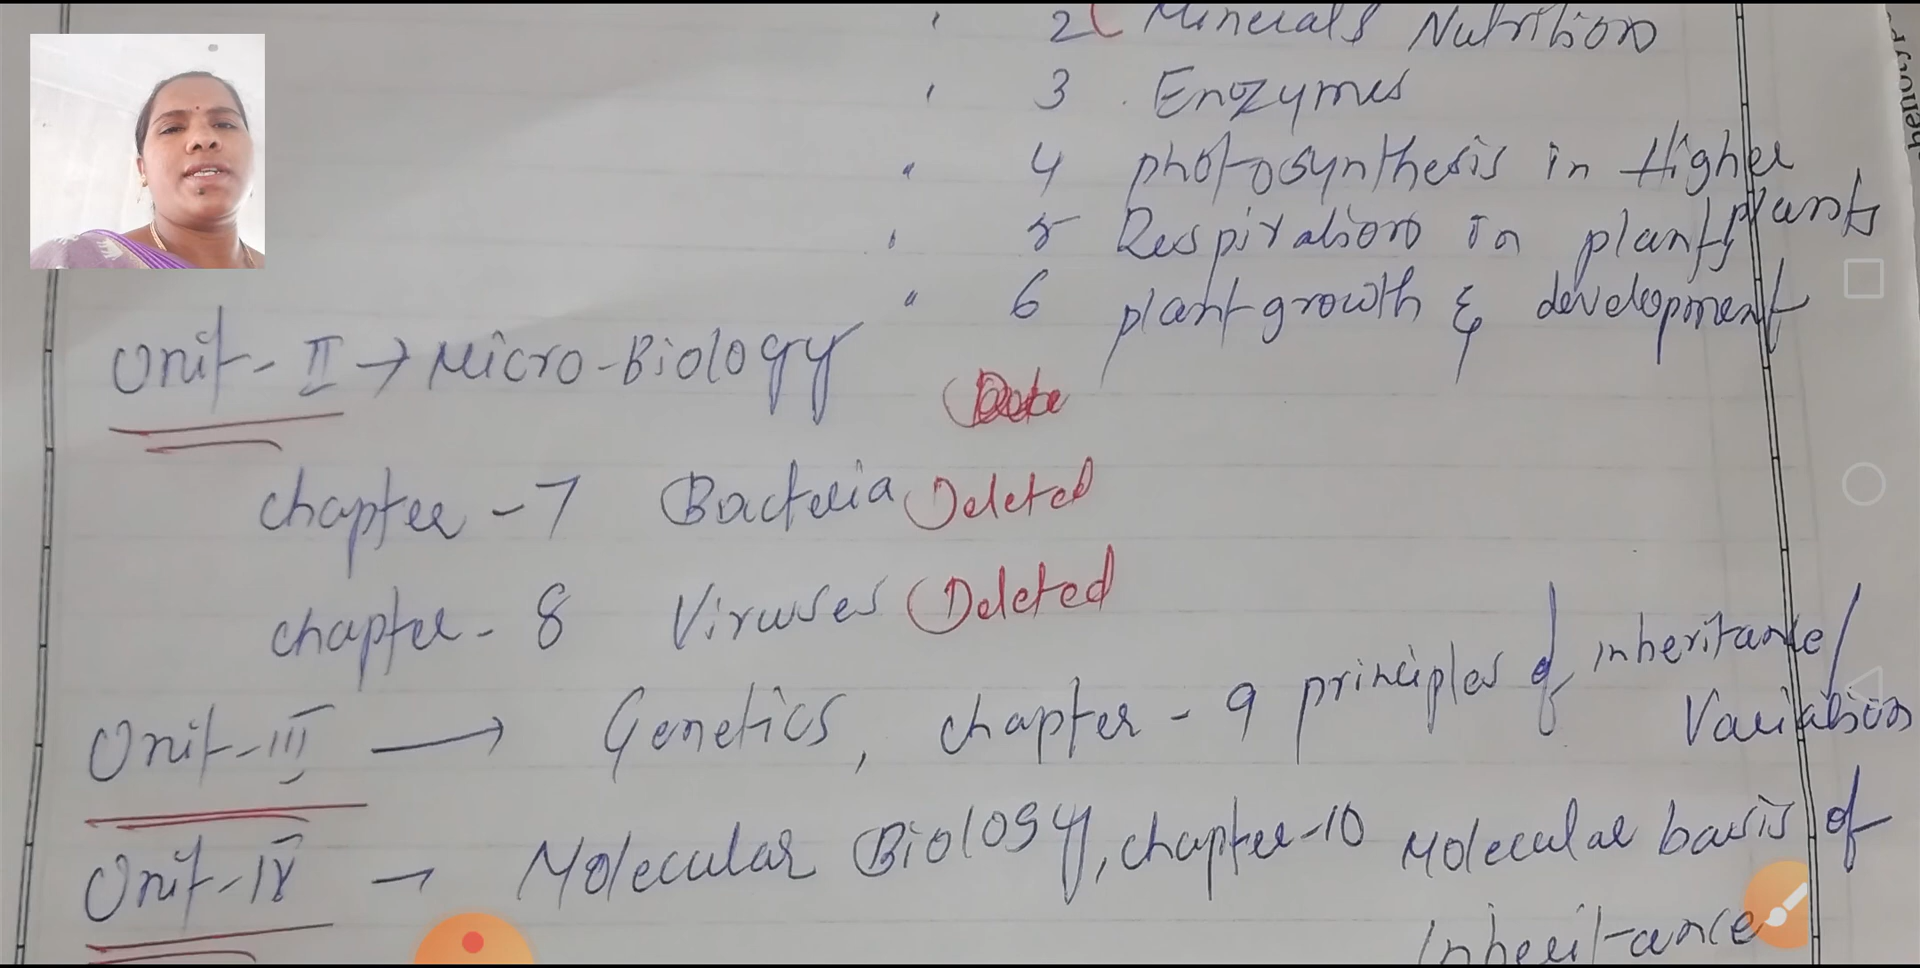 2( Minerals Nutrition
3 . Enzymes
" 4 photosynthesis in Higher plants
5 Respiration in plants
" 6 plant growth & development
Unit - II → Micro-Biology
chapter - 7 Bacteria (Deleted
chapter - 8 Viruses (Deleted
Unit-III → Genetics, chapter - 9 principles of inheritance/
Variation
Unit-IV - Molecular Biology, chapter-10 Molecular basis of
Inheritance